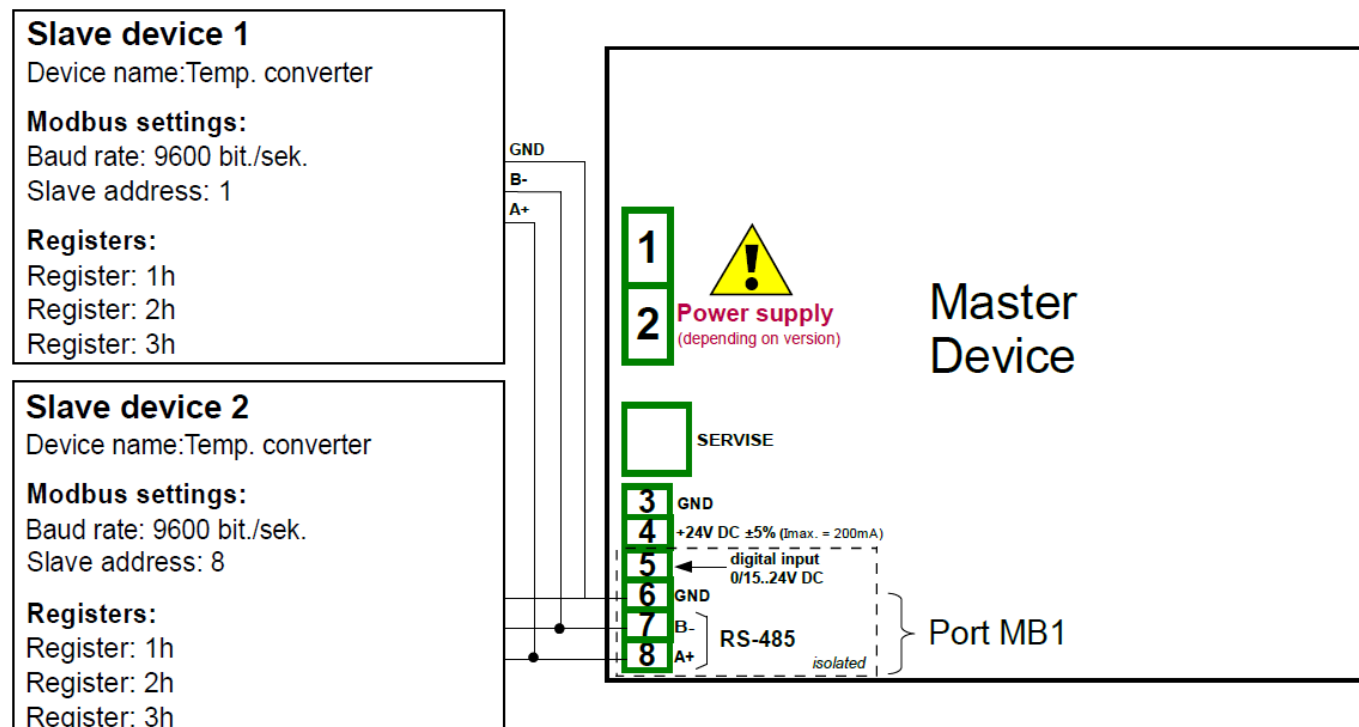 Slave device 1
Device name:Temp. converter
Modbus settings:
Baud rate: 9600 bit./sek.
Slave address: 1
Registers:
Register: 1h
Register: 2h
Register: 3h
Slave device 2
Device name:Temp. converter
Modbus settings:
Baud rate: 9600 bit./sek.
Slave address: 8
Registers:
Register: 1h
Register: 2h
Register: 3h
GND
B-
A+
1
2
Power supply
(depending on version)
Master
Device
SERVISE
3 GND
4 +24V DC ±5% (Imax. = 200mA)
5 digital input
0/15..24V DC
6 GND
7 B-
8 A+
RS-485
isolated
Port MB1